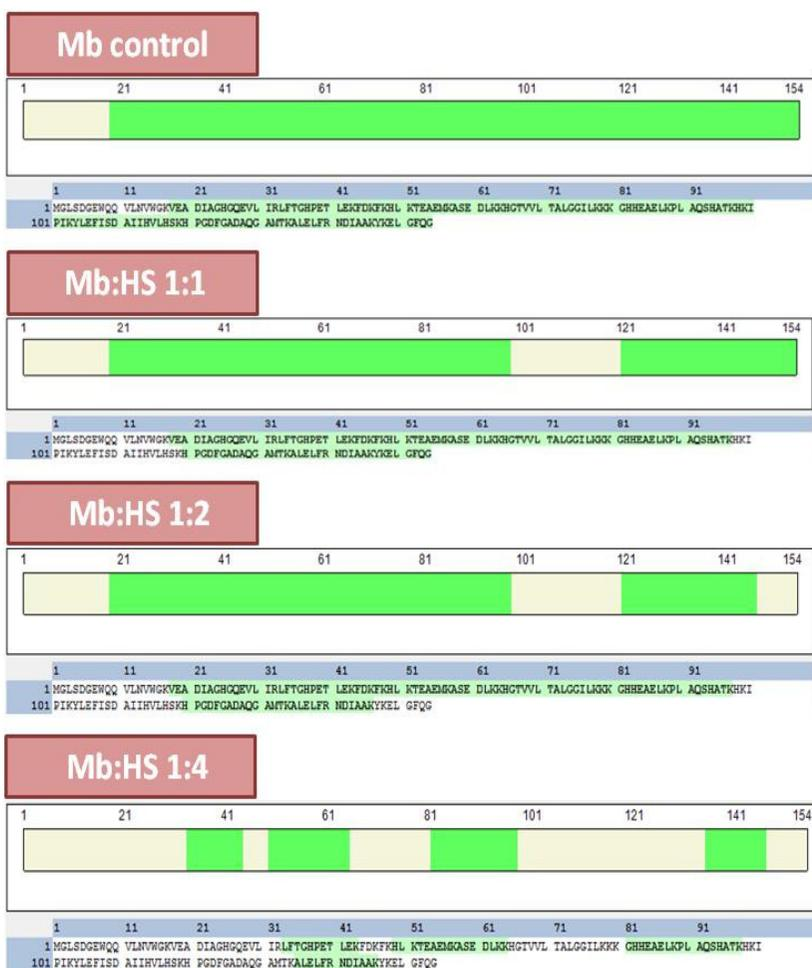 Mb control
1 21 41 61 81 101 121 141 154
1 11 21 31 41 51 61 71 81 91
1 MGLSDGEWQQ VLNVWGKVEA DIAGHGQEVL IRLFTGHPET LEKFDKFKHL KTEAEMKASE DLKKHGTVVL TALGGILKKK GHHEAELKPL AQSHATKHKI
101 PIKYLEFISD AIIHVLHSKH PGDFGADAQG AMTKALELFR NDIAAKYKEL GFQG
Mb:HS 1:1
1 21 41 61 81 101 121 141 154
1 11 21 31 41 51 61 71 81 91
1 MGLSDGEWQQ VLNVWGKVEA DIAGHGQEVL IRLFTGHPET LEKFDKFKHL KTEAEMKASE DLKKHGTVVL TALGGILKKK GHHEAELKPL AQSHATKHKI
101 PIKYLEFISD AIIHVLHSKH PGDFGADAQG AMTKALELFR NDIAAKYKEL GFQG
Mb:HS 1:2
1 21 41 61 81 101 121 141 154
1 11 21 31 41 51 61 71 81 91
1 MGLSDGEWQQ VLNVWGKVEA DIAGHGQEVL IRLFTGHPET LEKFDKFKHL KTEAEMKASE DLKKHGTVVL TALGGILKKK GHHEAELKPL AQSHATKHKI
101 PIKYLEFISD AIIHVLHSKH PGDFGADAQG AMTKALELFR NDIAAKYKEL GFQG
Mb:HS 1:4
1 21 41 61 81 101 121 141 154
1 11 21 31 41 51 61 71 81 91
1 MGLSDGEWQQ VLNVWGKVEA DIAGHGQEVL IRLFTGHPET LEKFDKFKHL KTEAEMKASE DLKKHGTVVL TALGGILKKK GHHEAELKPL AQSHATKHKI
101 PIKYLEFISD AIIHVLHSKH PGDFGADAQG AMTKALELFR NDIAAKYKEL GFQG